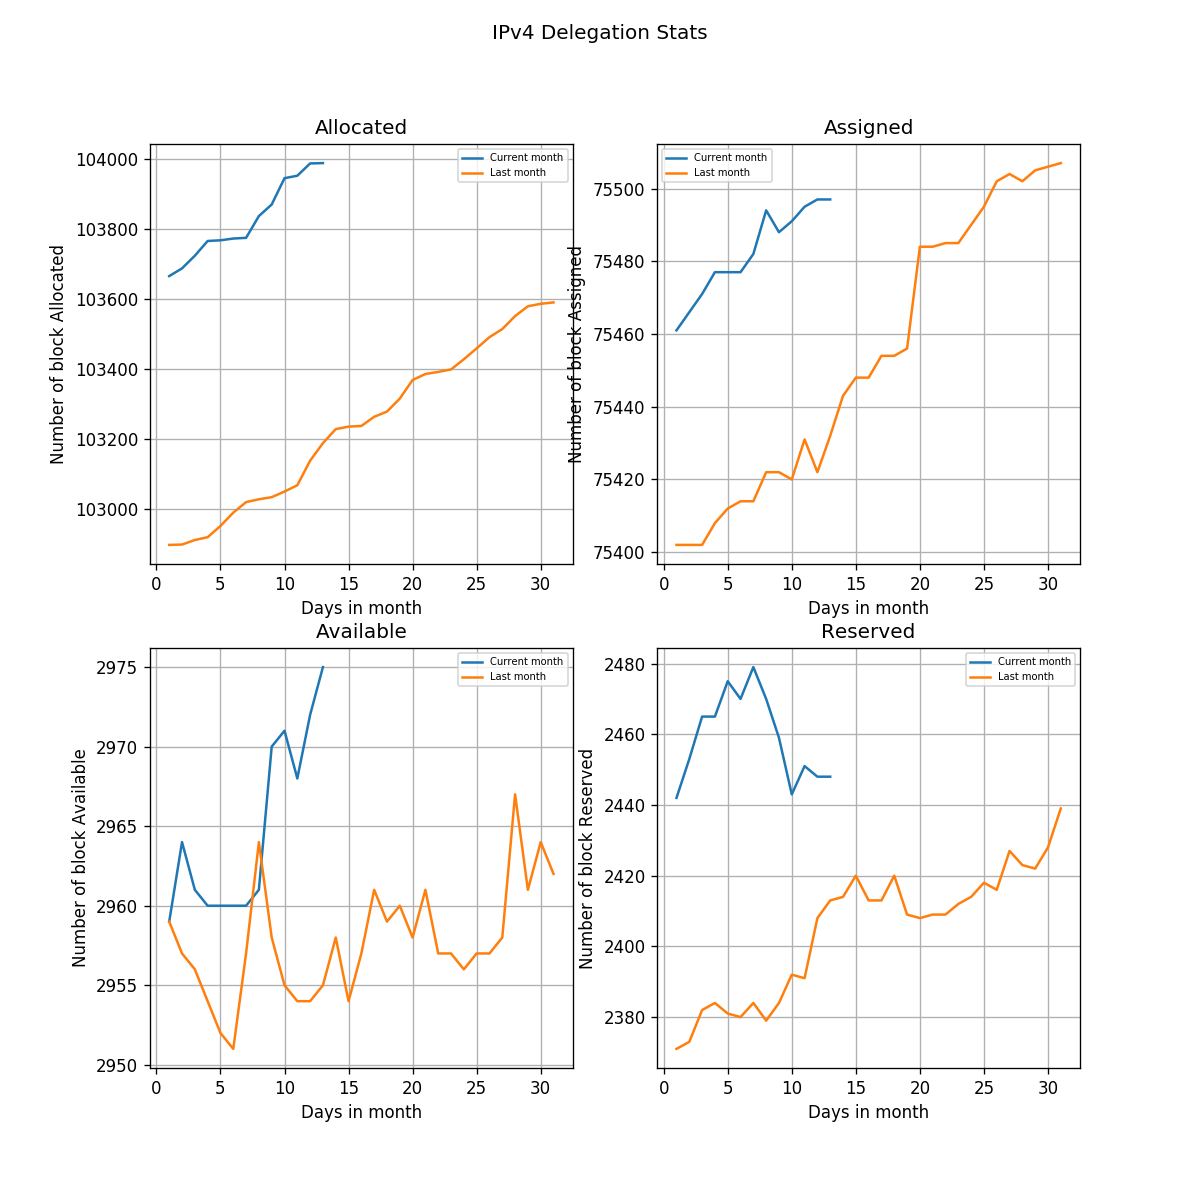 IPv4 Delegation Stats
Allocated
Number of block Allocated
104000
103800
103600
103400
103200
103000
0 5 10 15 20 25 30
Days in month
Current month
Last month
Assigned
Number of block Assigned
75500
75480
75460
75440
75420
75400
0 5 10 15 20 25 30
Days in month
Current month
Last month
Available
Number of block Available
2975
2970
2965
2960
2955
2950
0 5 10 15 20 25 30
Days in month
Current month
Last month
Reserved
Number of block Reserved
2480
2460
2440
2420
2400
2380
0 5 10 15 20 25 30
Days in month
Current month
Last month